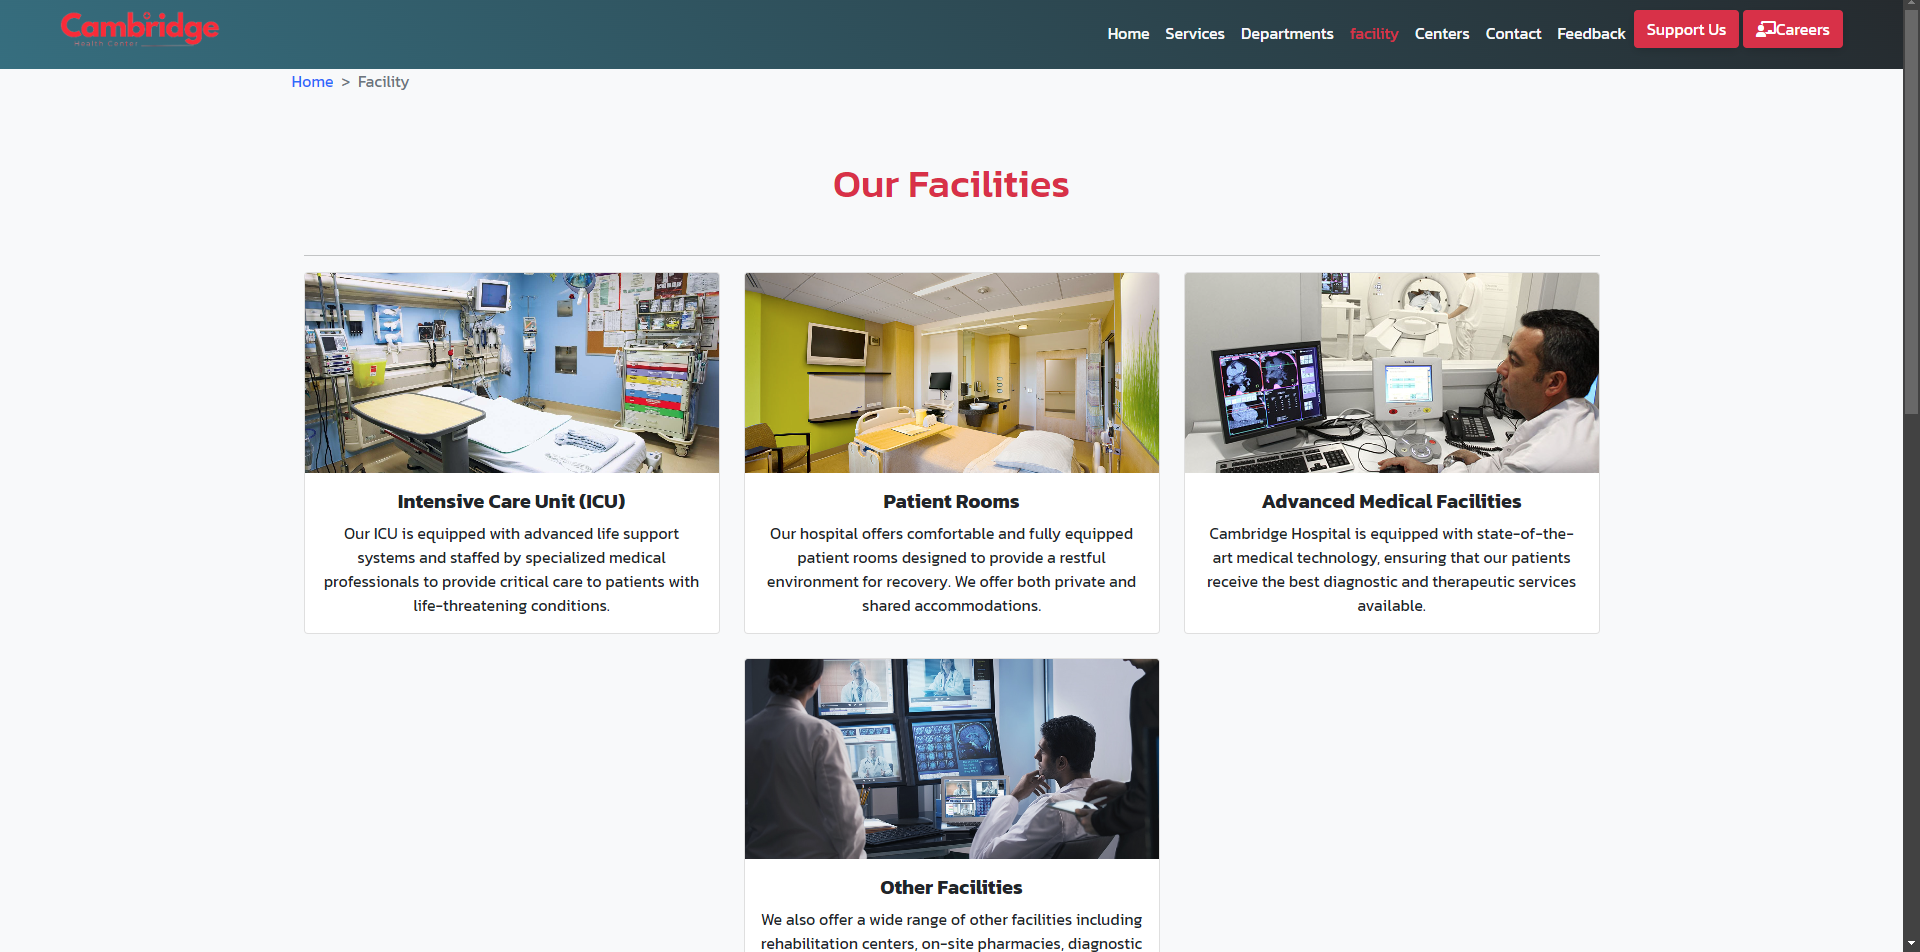 Cambridge
Health Center
Home Services Departments facility Centers Contact Feedback Support Us Careers
Home > Facility
Our Facilities
Intensive Care Unit (ICU)
Our ICU is equipped with advanced life support
systems and staffed by specialized medical
professionals to provide critical care to patients with
life-threatening conditions.
Patient Rooms
Our hospital offers comfortable and fully equipped
patient rooms designed to provide a restful
environment for recovery. We offer both private and
shared accommodations.
Advanced Medical Facilities
Cambridge Hospital is equipped with state-of-the-
art medical technology, ensuring that our patients
receive the best diagnostic and therapeutic services
available.
Other Facilities
We also offer a wide range of other facilities including
rehabilitation centers, on-site pharmacies, diagnostic